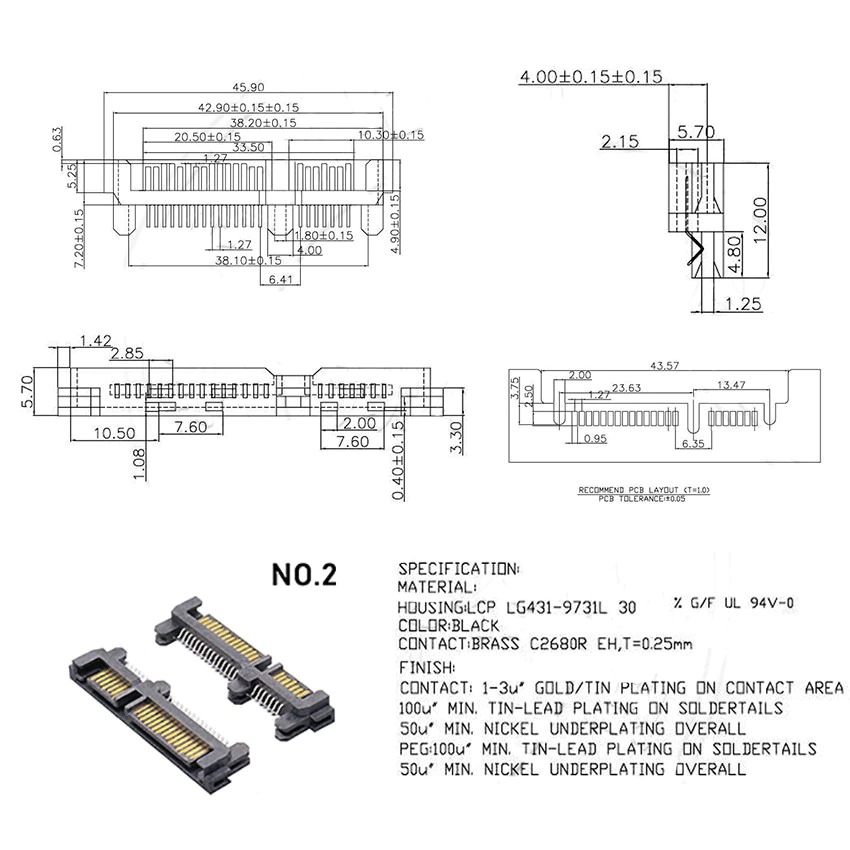 45.90
42.90±0.15±0.15
38.20±0.15
20.50±0.15
10.30±0.15
33.50
1.27
0.63
5.25
7.20±0.15
4.90±0.15
1.80±0.15
1.27
4.00
38.10±0.15
6.41
4.00±0.15±0.15
2.15
5.70
12.00
4.80
1.25
1.42
2.85
5.70
10.50
7.60
2.00
7.60
1.08
0.40±0.15
3.30
43.57
3.75
2.50
2.00
23.63
13.47
1.27
0.95
6.35
RECOMMEND PCB LAYOUT (T=1.0)
PCB TOLERANCE:±0.05
NO.2
SPECIFICATION:
MATERIAL:
HOUSING:LCP LG431-9731L 30 % G/F UL 94V-0
COLOR:BLACK
CONTACT:BRASS C2680R EH,T=0.25mm
FINISH:
CONTACT: 1-3u" GOLD/TIN PLATING ON CONTACT AREA
100u" MIN. TIN-LEAD PLATING ON SOLDERTAILS
50u" MIN. NICKEL UNDERPLATING OVERALL
PEG:100u" MIN. TIN-LEAD PLATING ON SOLDERTAILS
50u" MIN. NICKEL UNDERPLATING OVERALL